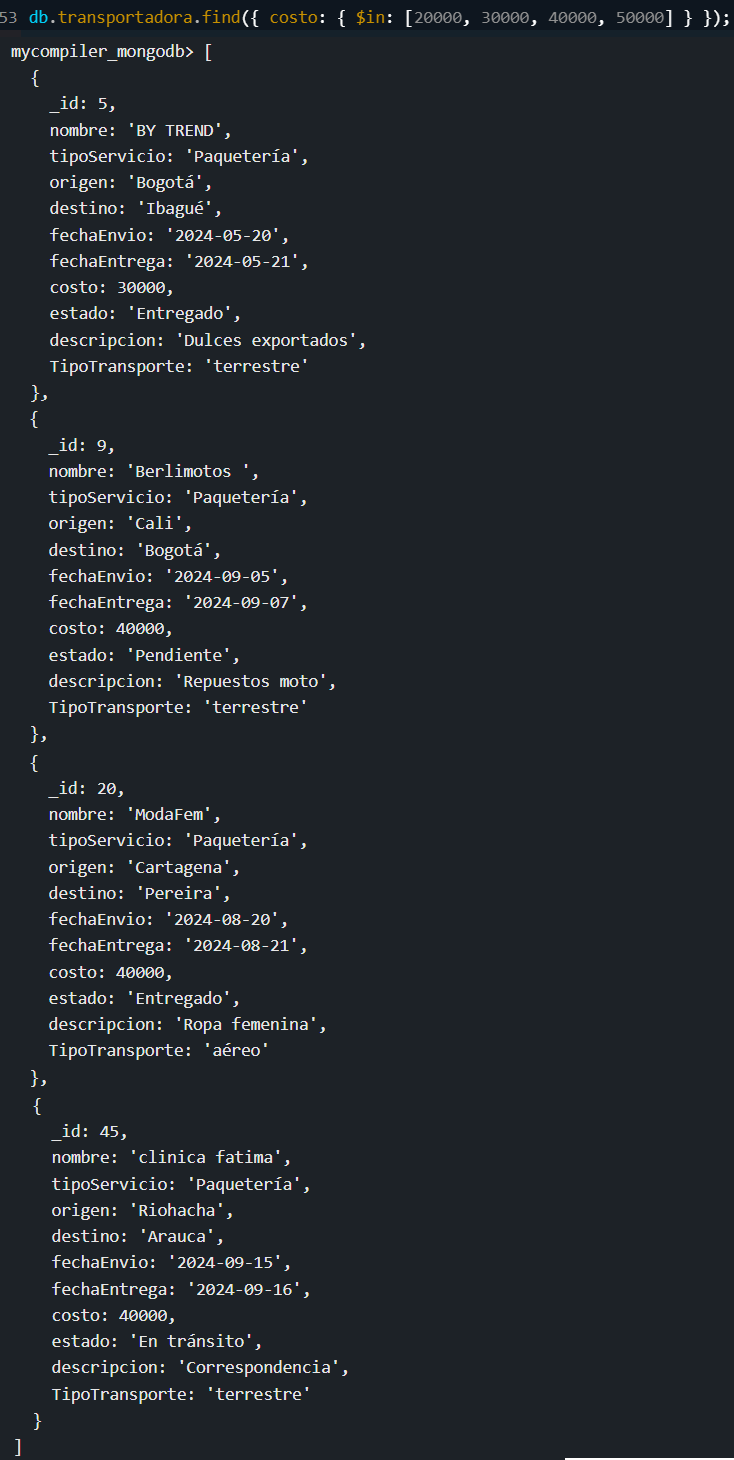 53 db.transportadora.find({ costo: { $in: [20000, 30000, 40000, 50000] } });
mycompiler_mongodb> [
  {
    _id: 5,
    nombre: 'BY TREND',
    tipoServicio: 'Paquetería',
    origen: 'Bogotá',
    destino: 'Ibagué',
    fechaEnvio: '2024-05-20',
    fechaEntrega: '2024-05-21',
    costo: 30000,
    estado: 'Entregado',
    descripcion: 'Dulces exportados',
    TipoTransporte: 'terrestre'
  },
  {
    _id: 9,
    nombre: 'Berlimotos ',
    tipoServicio: 'Paquetería',
    origen: 'Cali',
    destino: 'Bogotá',
    fechaEnvio: '2024-09-05',
    fechaEntrega: '2024-09-07',
    costo: 40000,
    estado: 'Pendiente',
    descripcion: 'Repuestos moto',
    TipoTransporte: 'terrestre'
  },
  {
    _id: 20,
    nombre: 'ModaFem',
    tipoServicio: 'Paquetería',
    origen: 'Cartagena',
    destino: 'Pereira',
    fechaEnvio: '2024-08-20',
    fechaEntrega: '2024-08-21',
    costo: 40000,
    estado: 'Entregado',
    descripcion: 'Ropa femenina',
    TipoTransporte: 'aéreo'
  },
  {
    _id: 45,
    nombre: 'clinica fatima',
    tipoServicio: 'Paquetería',
    origen: 'Riohacha',
    destino: 'Arauca',
    fechaEnvio: '2024-09-15',
    fechaEntrega: '2024-09-16',
    costo: 40000,
    estado: 'En tránsito',
    descripcion: 'Correspondencia',
    TipoTransporte: 'terrestre'
  }
]